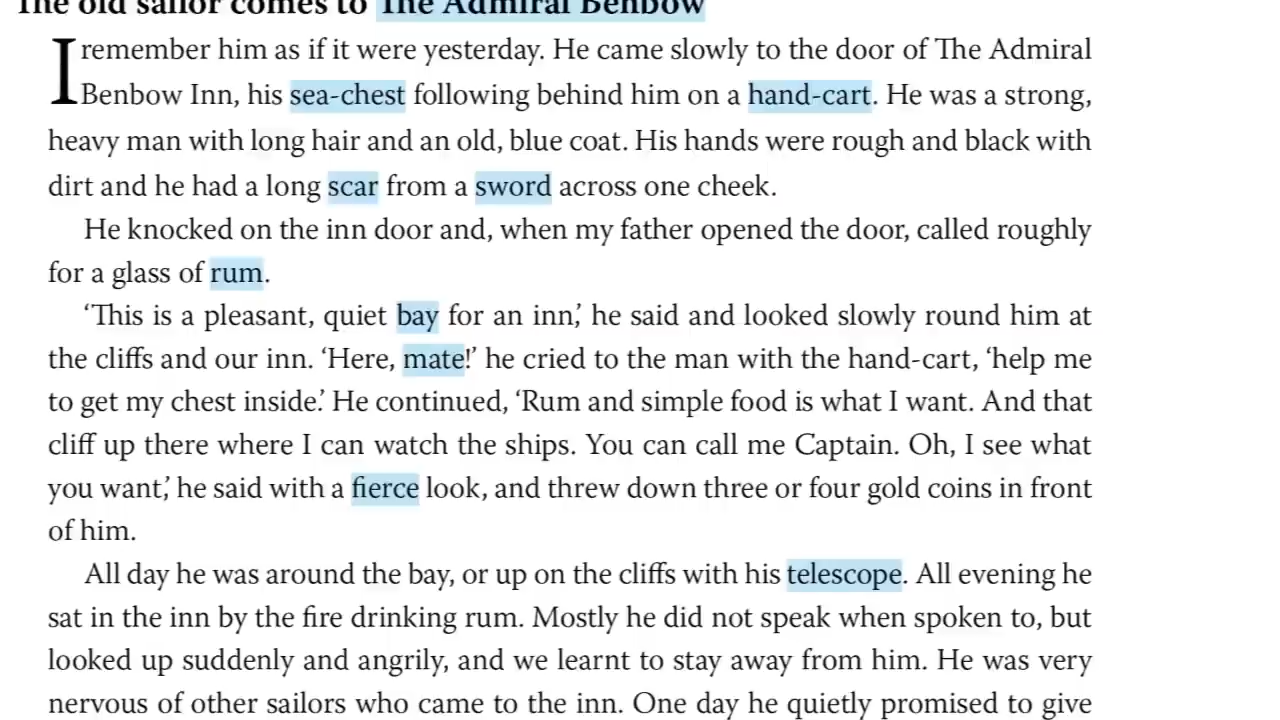 The old sailor comes to The Admiral Benbow
I remember him as if it were yesterday. He came slowly to the door of The Admiral
Benbow Inn, his sea-chest following behind him on a hand-cart. He was a strong,
heavy man with long hair and an old, blue coat. His hands were rough and black with
dirt and he had a long scar from a sword across one cheek.
He knocked on the inn door and, when my father opened the door, called roughly
for a glass of rum.
‘This is a pleasant, quiet bay for an inn,’ he said and looked slowly round him at
the cliffs and our inn. ‘Here, mate!’ he cried to the man with the hand-cart, ‘help me
to get my chest inside.’ He continued, ‘Rum and simple food is what I want. And that
cliff up there where I can watch the ships. You can call me Captain. Oh, I see what
you want,’ he said with a fierce look, and threw down three or four gold coins in front
of him.
All day he was around the bay, or up on the cliffs with his telescope. All evening he
sat in the inn by the fire drinking rum. Mostly he did not speak when spoken to, but
looked up suddenly and angrily, and we learnt to stay away from him. He was very
nervous of other sailors who came to the inn. One day he quietly promised to give